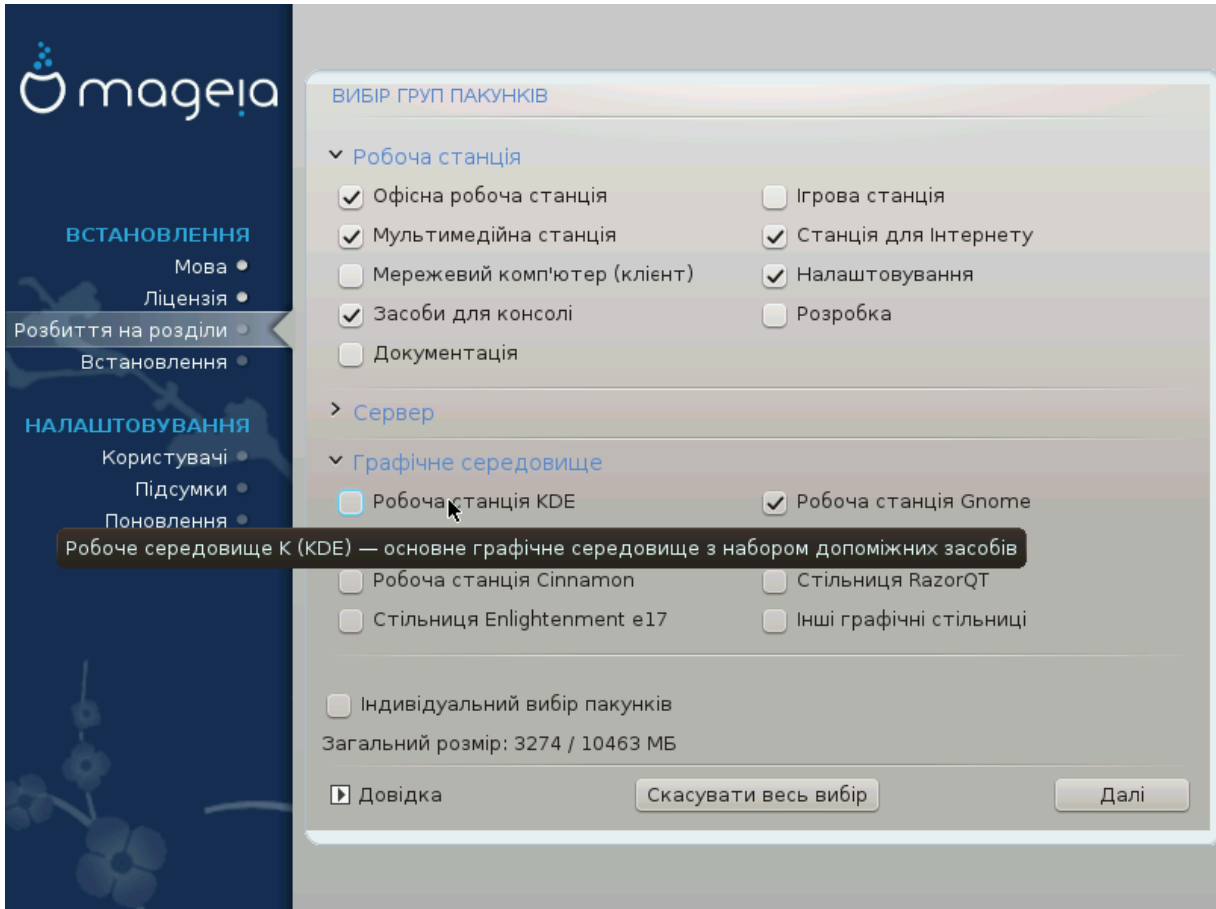 mageia
ВСТАНОВЛЕННЯ
Мова
Ліцензія
Розбиття на розділи
Встановлення
НАЛАШТОВУВАННЯ
Користувачі
Підсумки
Поновлення
ВИБІР ГРУП ПАКУНКІВ
Робоча станція
Офісна робоча станція
Ігрова станція
Мультимедійна станція
Станція для Інтернету
Мережевий комп'ютер (клієнт)
Налаштовування
Засоби для консолі
Розробка
Документація
Сервер
Графічне середовище
Робоча станція KDE
Робоча станція Gnome
Робоче середовище K (KDE) — основне графічне середовище з набором допоміжних засобів
Робоча станція Cinnamon
Стільниця RazorQT
Стільниця Enlightenment e17
Інші графічні стільниці
Індивідуальний вибір пакунків
Загальний розмір: 3274 / 10463 МБ
Довідка
Скасувати весь вибір
Далі